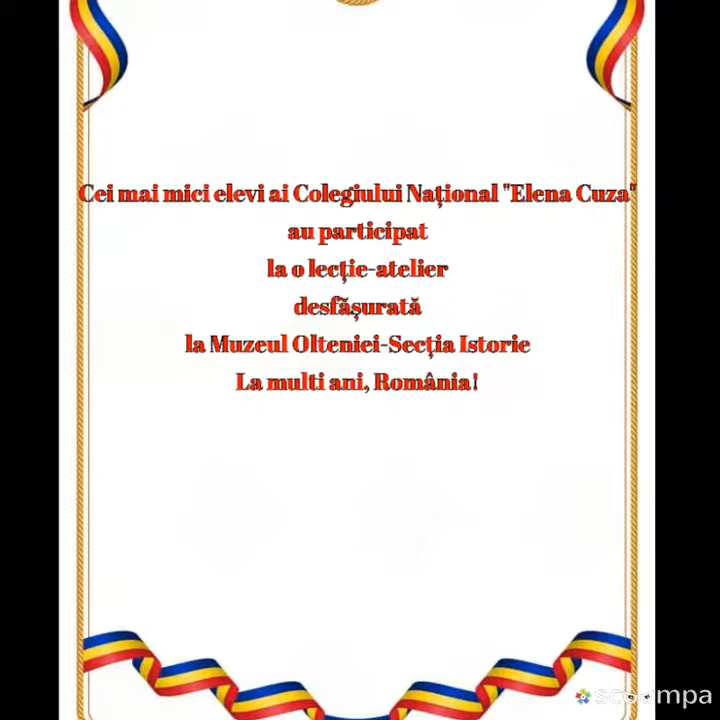 Cei mai mici elevi ai Colegiului Național "Elena Cuza"
au participat
la o lecție-atelier
desfășurată
la Muzeul Olteniei-Secția Istorie
La multi ani, România!
scoompa